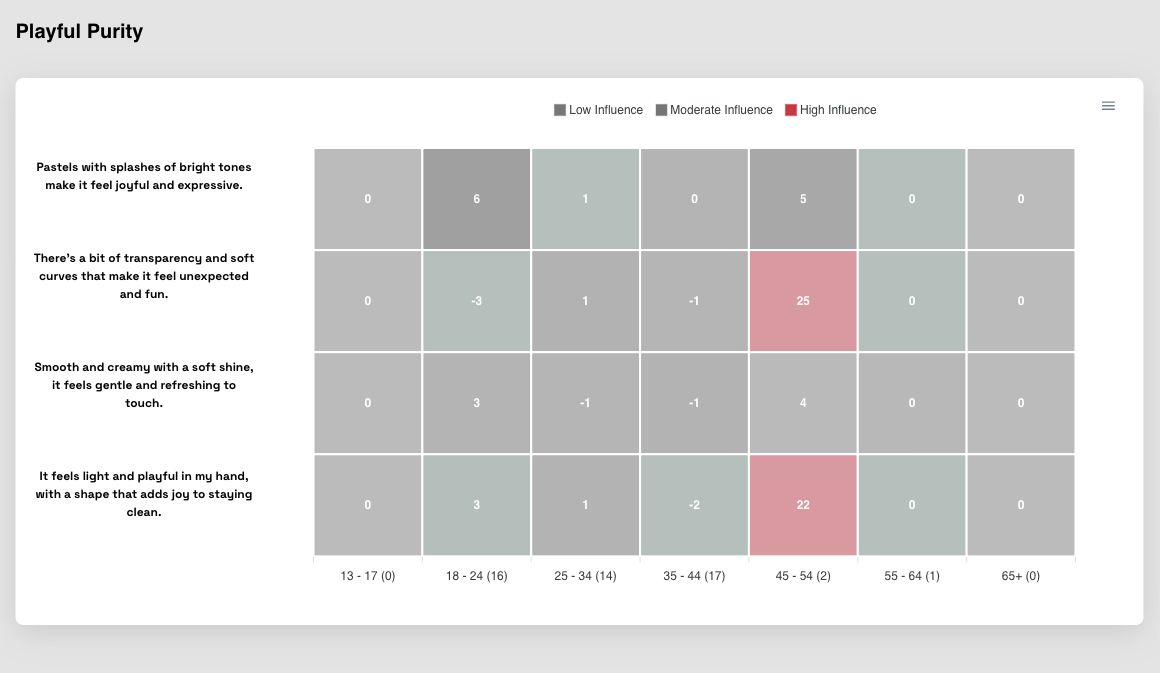 Playful Purity
Low Influence Moderate Influence High Influence
Pastels with splashes of bright tones
make it feel joyful and expressive.
0 6 1 0 5 0 0
There's a bit of transparency and soft
curves that make it feel unexpected
and fun.
0 -3 1 -1 25 0 0
Smooth and creamy with a soft shine,
it feels gentle and refreshing to
touch.
0 3 -1 -1 4 0 0
It feels light and playful in my hand,
with a shape that adds joy to staying
clean.
0 3 1 -2 22 0 0
13 - 17 (0) 18 - 24 (16) 25 - 34 (14) 35 - 44 (17) 45 - 54 (2) 55 - 64 (1) 65+ (0)